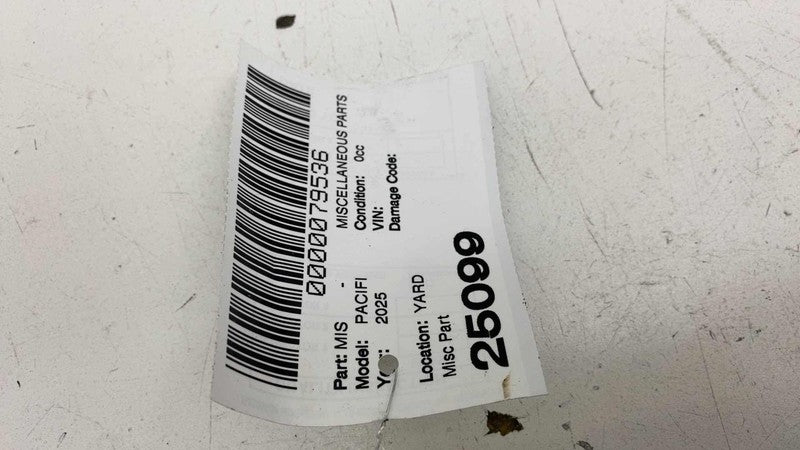 0000079536
Part: MIS - MISCELLANEOUS PARTS
Model: PACIFI Condition: 0cc
2025 VIN:
Damage Code:
Location: YARD
Misc Part
25099